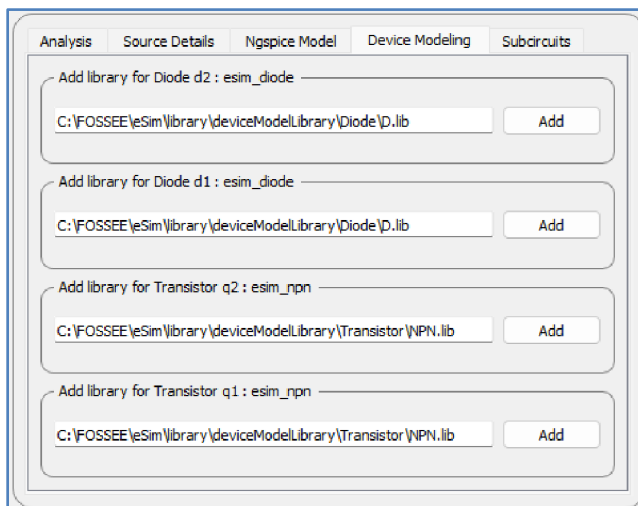 Analysis Source Details Ngspice Model Device Modeling Subcircuits
Add library for Diode d2 : esim_diode
C:\FOSSEE\eSim\library\deviceModelLibrary\Diode\D.lib Add
Add library for Diode d1 : esim_diode
C:\FOSSEE\eSim\library\deviceModelLibrary\Diode\D.lib Add
Add library for Transistor q2 : esim_npn
C:\FOSSEE\eSim\library\deviceModelLibrary\Transistor\NPN.lib Add
Add library for Transistor q1 : esim_npn
C:\FOSSEE\eSim\library\deviceModelLibrary\Transistor\NPN.lib Add